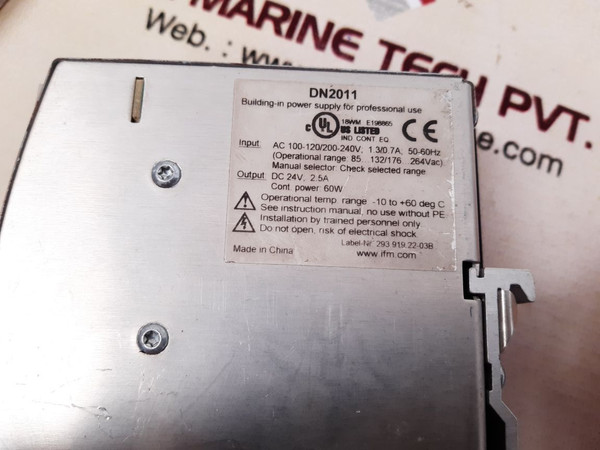 MARINE TECH PVT.
Web. : www.
ne.com
DN2011
Building-in power supply for professional use
c UL US LISTED 18WM E198865
IND. CONT. EQ.
CE
Input: AC 100-120/200-240V, 1.3/0.7A, 50-60Hz
(Operational range: 85...132/176...264Vac)
Manual selector: Check selected range
Output: DC 24V, 2.5A
Cont. power: 60W
Operational temp. range -10 to +60 deg C
See instruction manual, no use without PE
Installation by trained personnel only
Do not open, risk of electrical shock
Label-Nr. 293.919.22-03B
Made in China
www.ifm.com